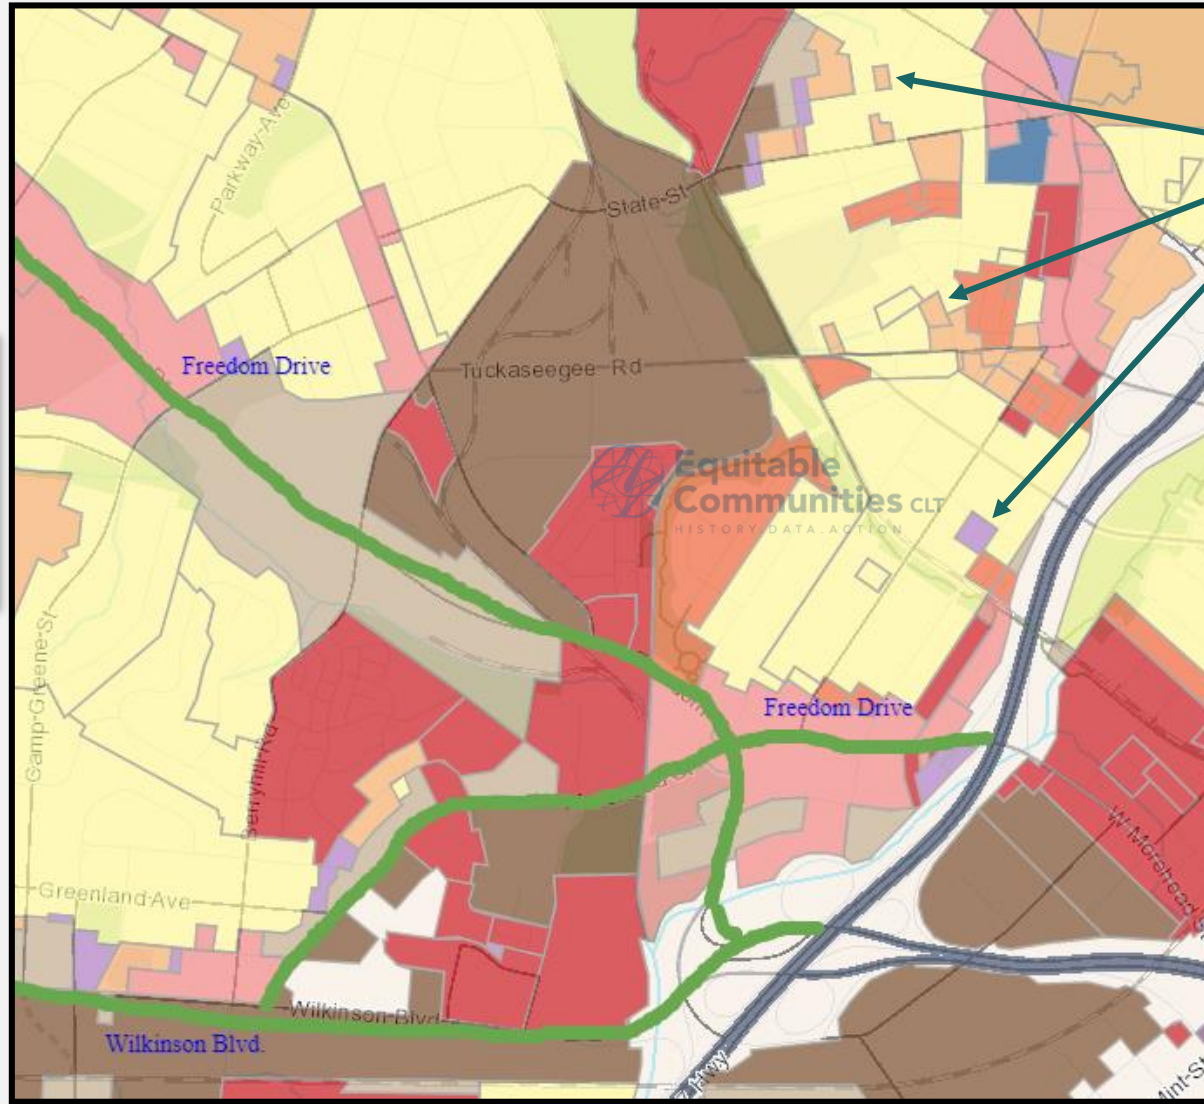 Parkway-Ave
State-St
Freedom Drive
Tuckaseegee-Rd
Equitable
Communities CLT
HISTORY.DATA.ACTION
Camp-Greene-St
Freedom Drive
Berryhill-Rd
W-Morehead
Greenland-Ave
Wilkinson-Blvd
Wilkinson Blvd.
Hwy